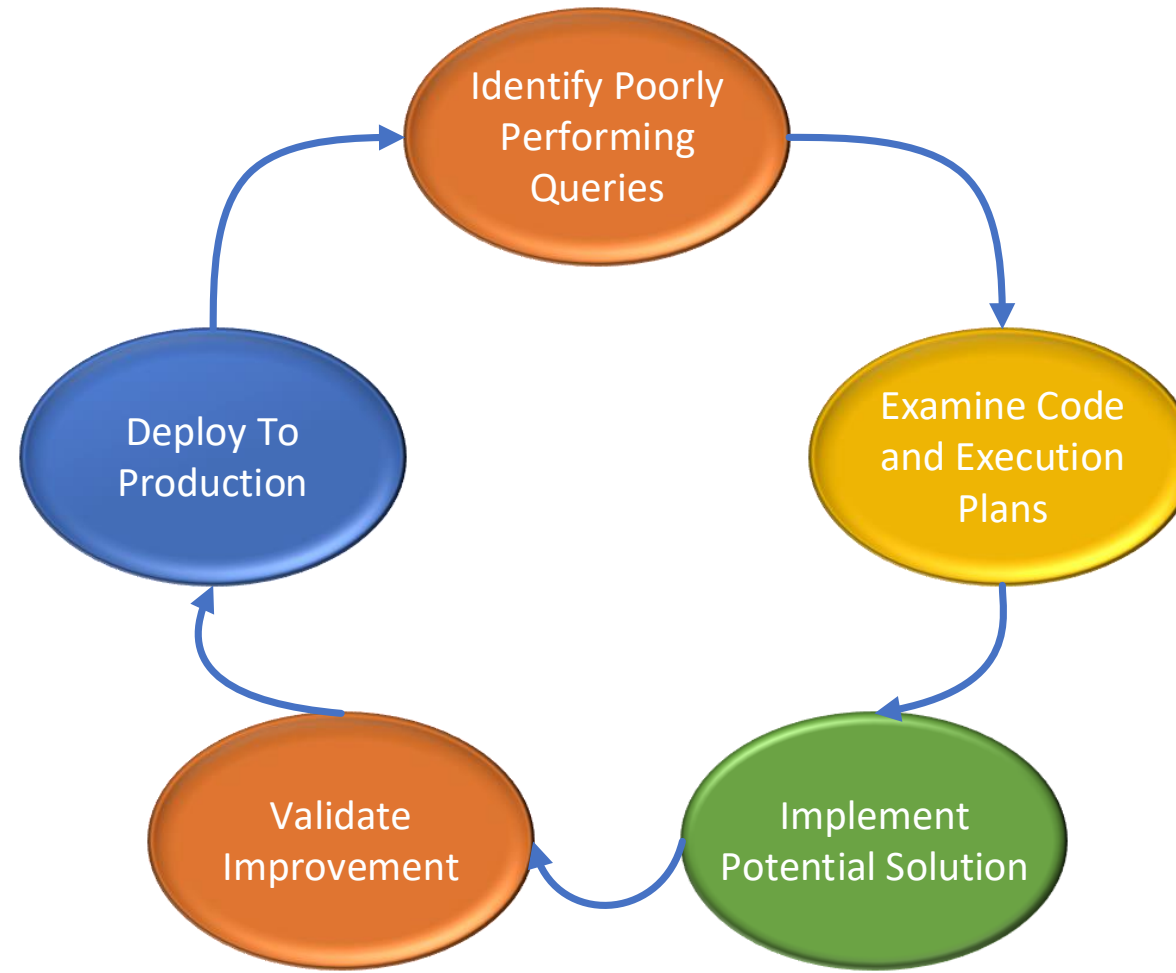 Identify Poorly
Performing
Queries
Examine Code
and Execution
Plans
Implement
Potential Solution
Validate
Improvement
Deploy To
Production